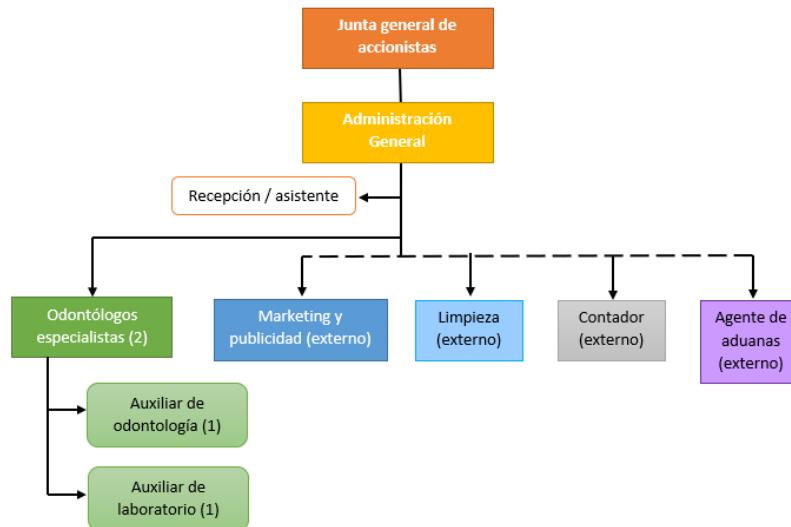 Junta general de
accionistas
Administración
General
Recepción / asistente
Odontólogos
especialistas (2)
Marketing y
publicidad (externo)
Limpieza
(externo)
Contador
(externo)
Agente de
aduanas
(externo)
Auxiliar de
odontología (1)
Auxiliar de
laboratorio (1)